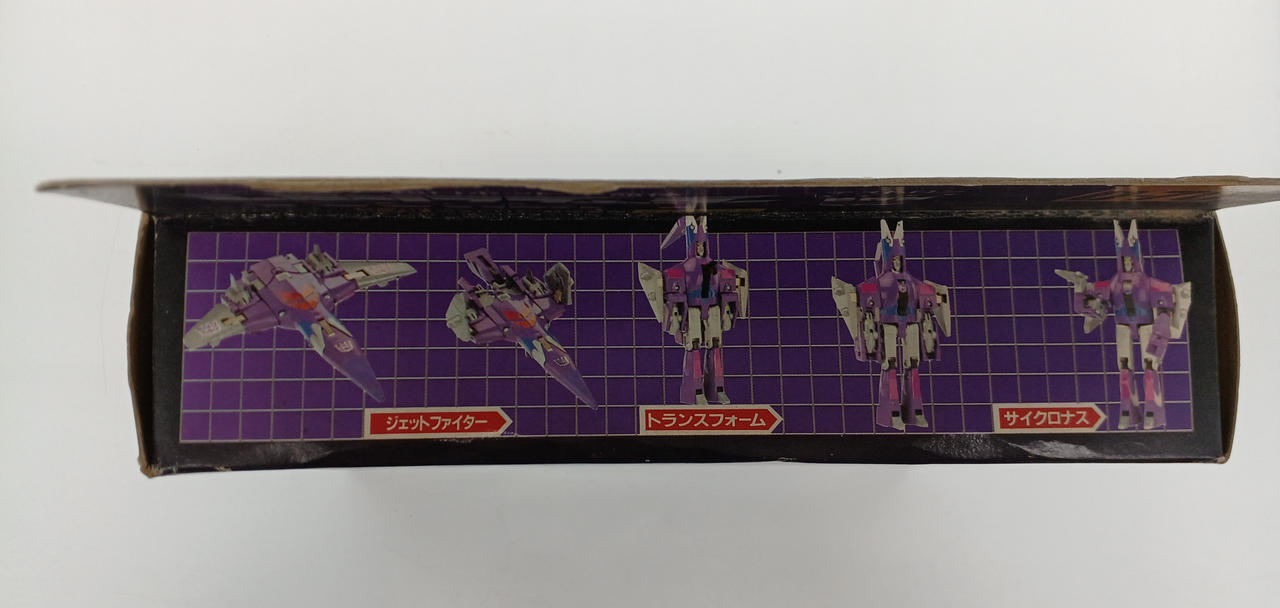 ジェットファイター
トランスフォーム
サイクロナス